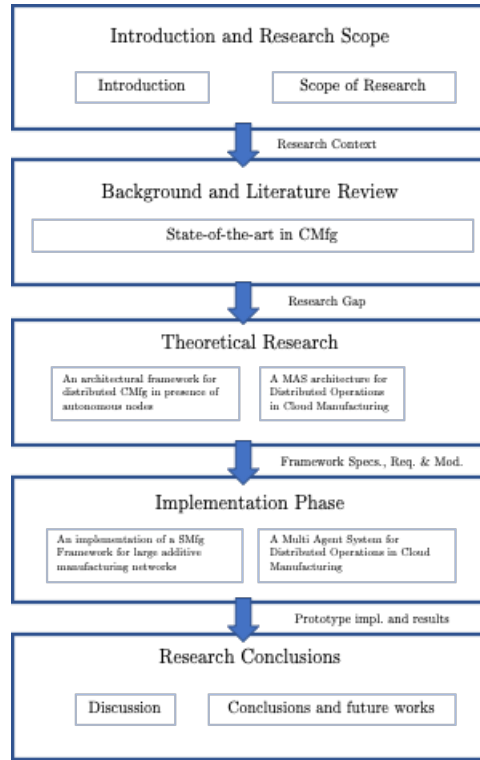 Introduction and Research Scope
Introduction
Scope of Research
Research Context
Background and Literature Review
State-of-the-art in CMfg
Research Gap
Theoretical Research
An architectural framework for
distributed CMfg in presence of
autonomous nodes
A MAS architecture for
Distributed Operations
in Cloud Manufacturing
Framework Specs., Req. & Mod.
Implementation Phase
An implementation of a SMfg
Framework for large additive
manufacturing networks
A Multi Agent System for
Distributed Operations in Cloud
Manufacturing
Prototype impl. and results
Research Conclusions
Discussion
Conclusions and future works